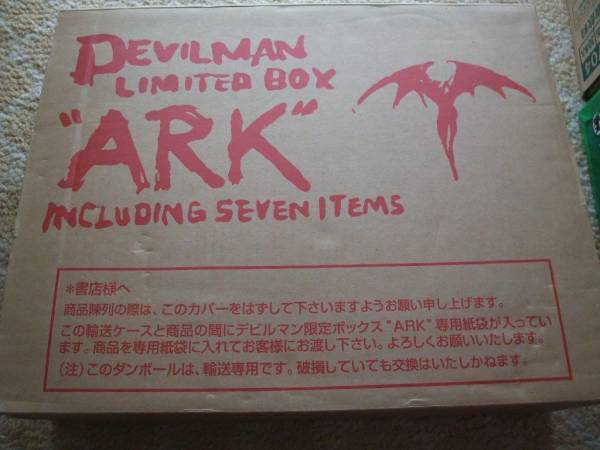 DEVILMAN
LIMITED BOX
"ARK"
INCLUDING SEVEN ITEMS
＊書店様へ
商品陳列の際は、このカバーをはずして下さいますようお願い申し上げます。
この輸送ケースと商品の間にデビルマン限定ボックス"ARK"専用紙袋が入ってい
ます。商品を専用紙袋に入れてお客様にお渡し下さい。よろしくお願いいたします。
（注）このダンボールは、輸送専用です。破損していても交換はいたしかねます。